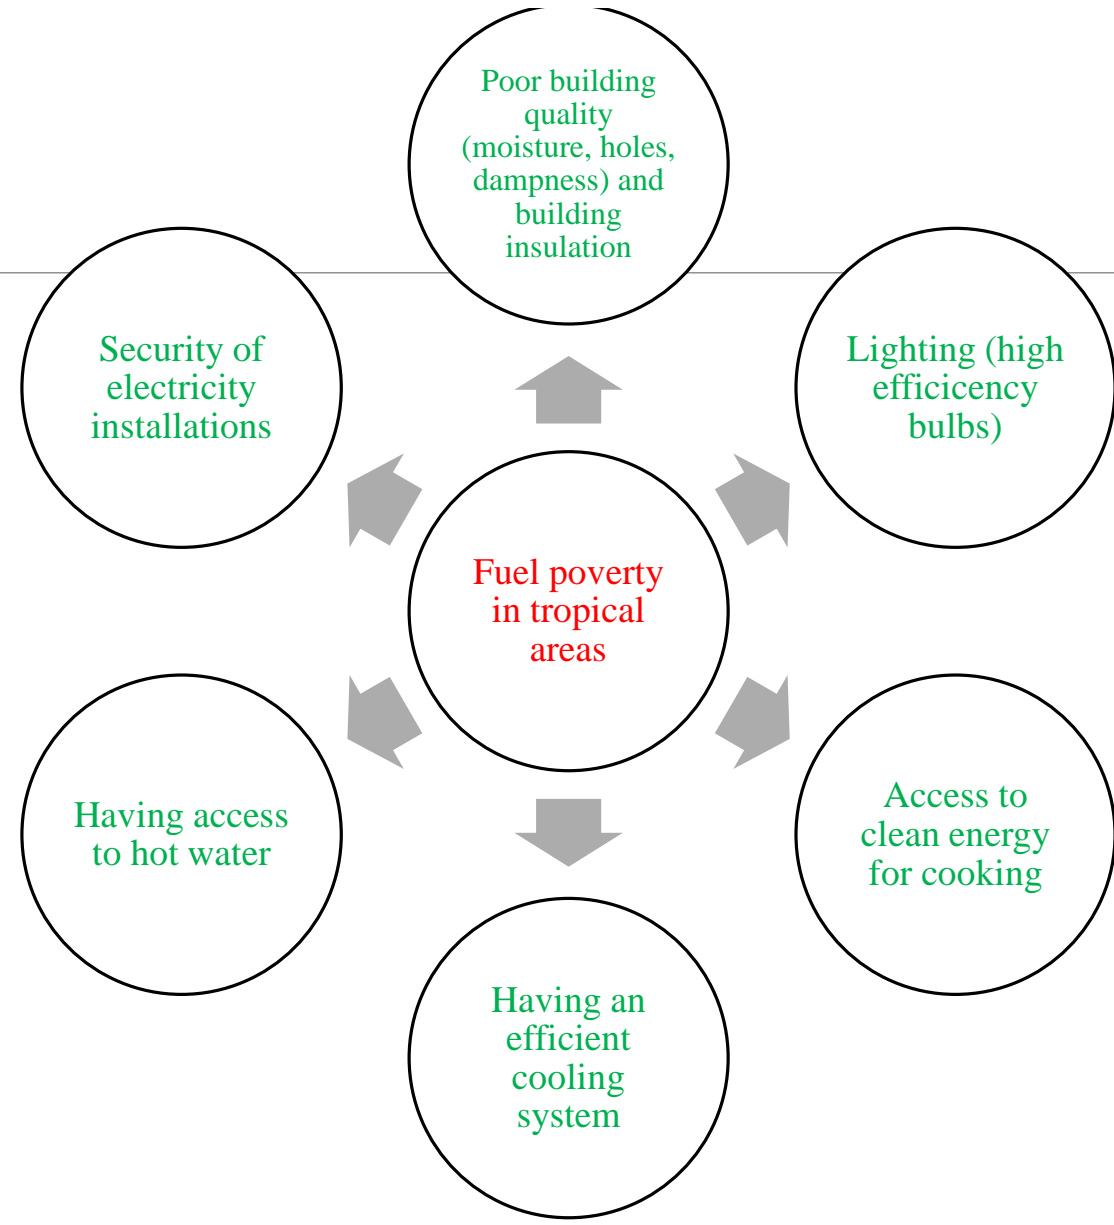 Poor building
quality
(moisture, holes,
dampness) and
building
insulation
Security of
electricity
installations
Lighting (high
efficicency
bulbs)
Fuel poverty
in tropical
areas
Having access
to hot water
Access to
clean energy
for cooking
Having an
efficient
cooling
system